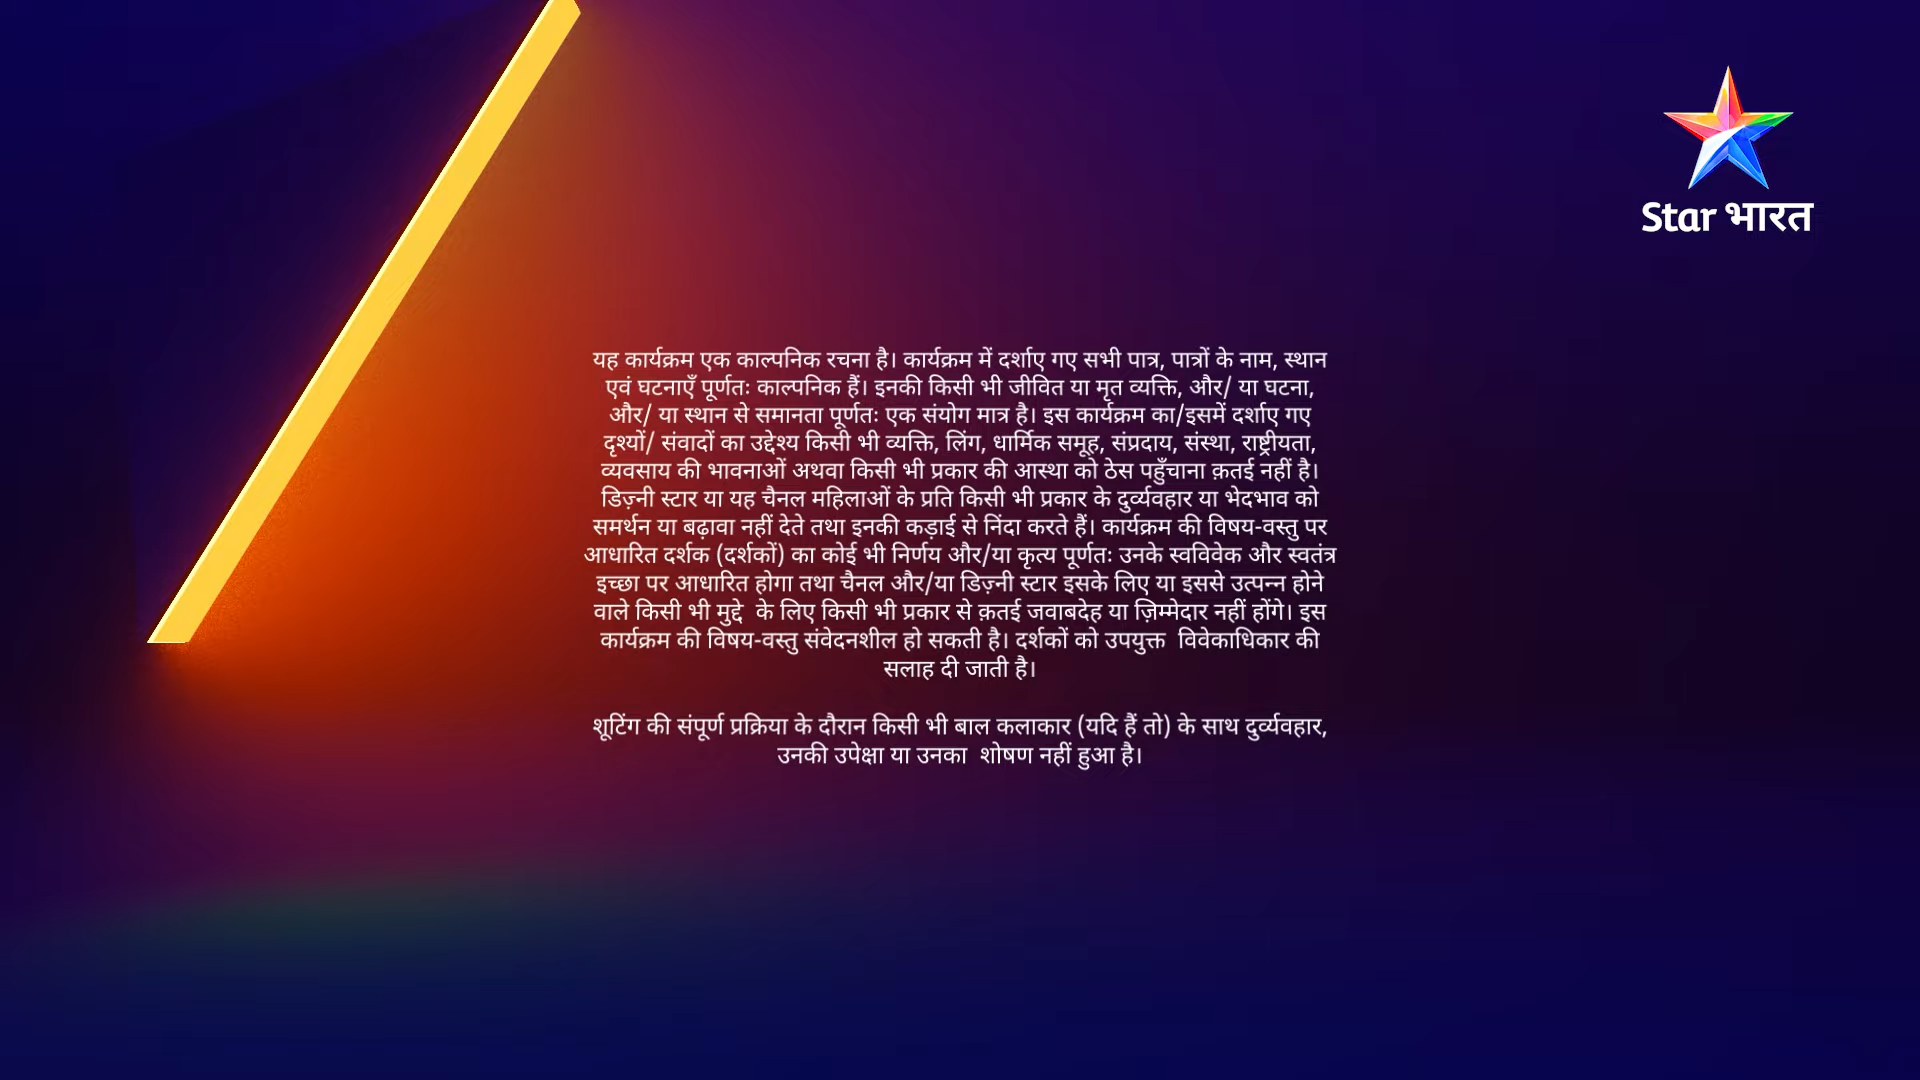 Star भारत
यह कार्यक्रम एक काल्पनिक रचना है। कार्यक्रम में दर्शाए गए सभी पात्र, पात्रों के नाम, स्थान
एवं घटनाएँ पूर्णतः काल्पनिक हैं। इनकी किसी भी जीवित या मृत व्यक्ति, और/ या घटना,
और/ या स्थान से समानता पूर्णतः एक संयोग मात्र है। इस कार्यक्रम का/इसमें दर्शाए गए
दृश्यों/ संवादों का उद्देश्य किसी भी व्यक्ति, लिंग, धार्मिक समूह, संप्रदाय, संस्था, राष्ट्रीयता,
व्यवसाय की भावनाओं अथवा किसी भी प्रकार की आस्था को ठेस पहुँचाना क़तई नहीं है।
डिज़्नी स्टार या यह चैनल महिलाओं के प्रति किसी भी प्रकार के दुर्व्यवहार या भेदभाव को
समर्थन या बढ़ावा नहीं देते तथा इनकी कड़ाई से निंदा करते हैं। कार्यक्रम की विषय-वस्तु पर
आधारित दर्शक (दर्शकों) का कोई भी निर्णय और/या कृत्य पूर्णतः उनके स्वविवेक और स्वतंत्र
इच्छा पर आधारित होगा तथा चैनल और/या डिज़्नी स्टार इसके लिए या इससे उत्पन्न होने
वाले किसी भी मुद्दे  के लिए किसी भी प्रकार से क़तई जवाबदेह या ज़िम्मेदार नहीं होंगे। इस
कार्यक्रम की विषय-वस्तु संवेदनशील हो सकती है। दर्शकों को उपयुक्त  विवेकाधिकार की
सलाह दी जाती है।
शूटिंग की संपूर्ण प्रक्रिया के दौरान किसी भी बाल कलाकार (यदि हैं तो) के साथ दुर्व्यवहार,
उनकी उपेक्षा या उनका  शोषण नहीं हुआ है।